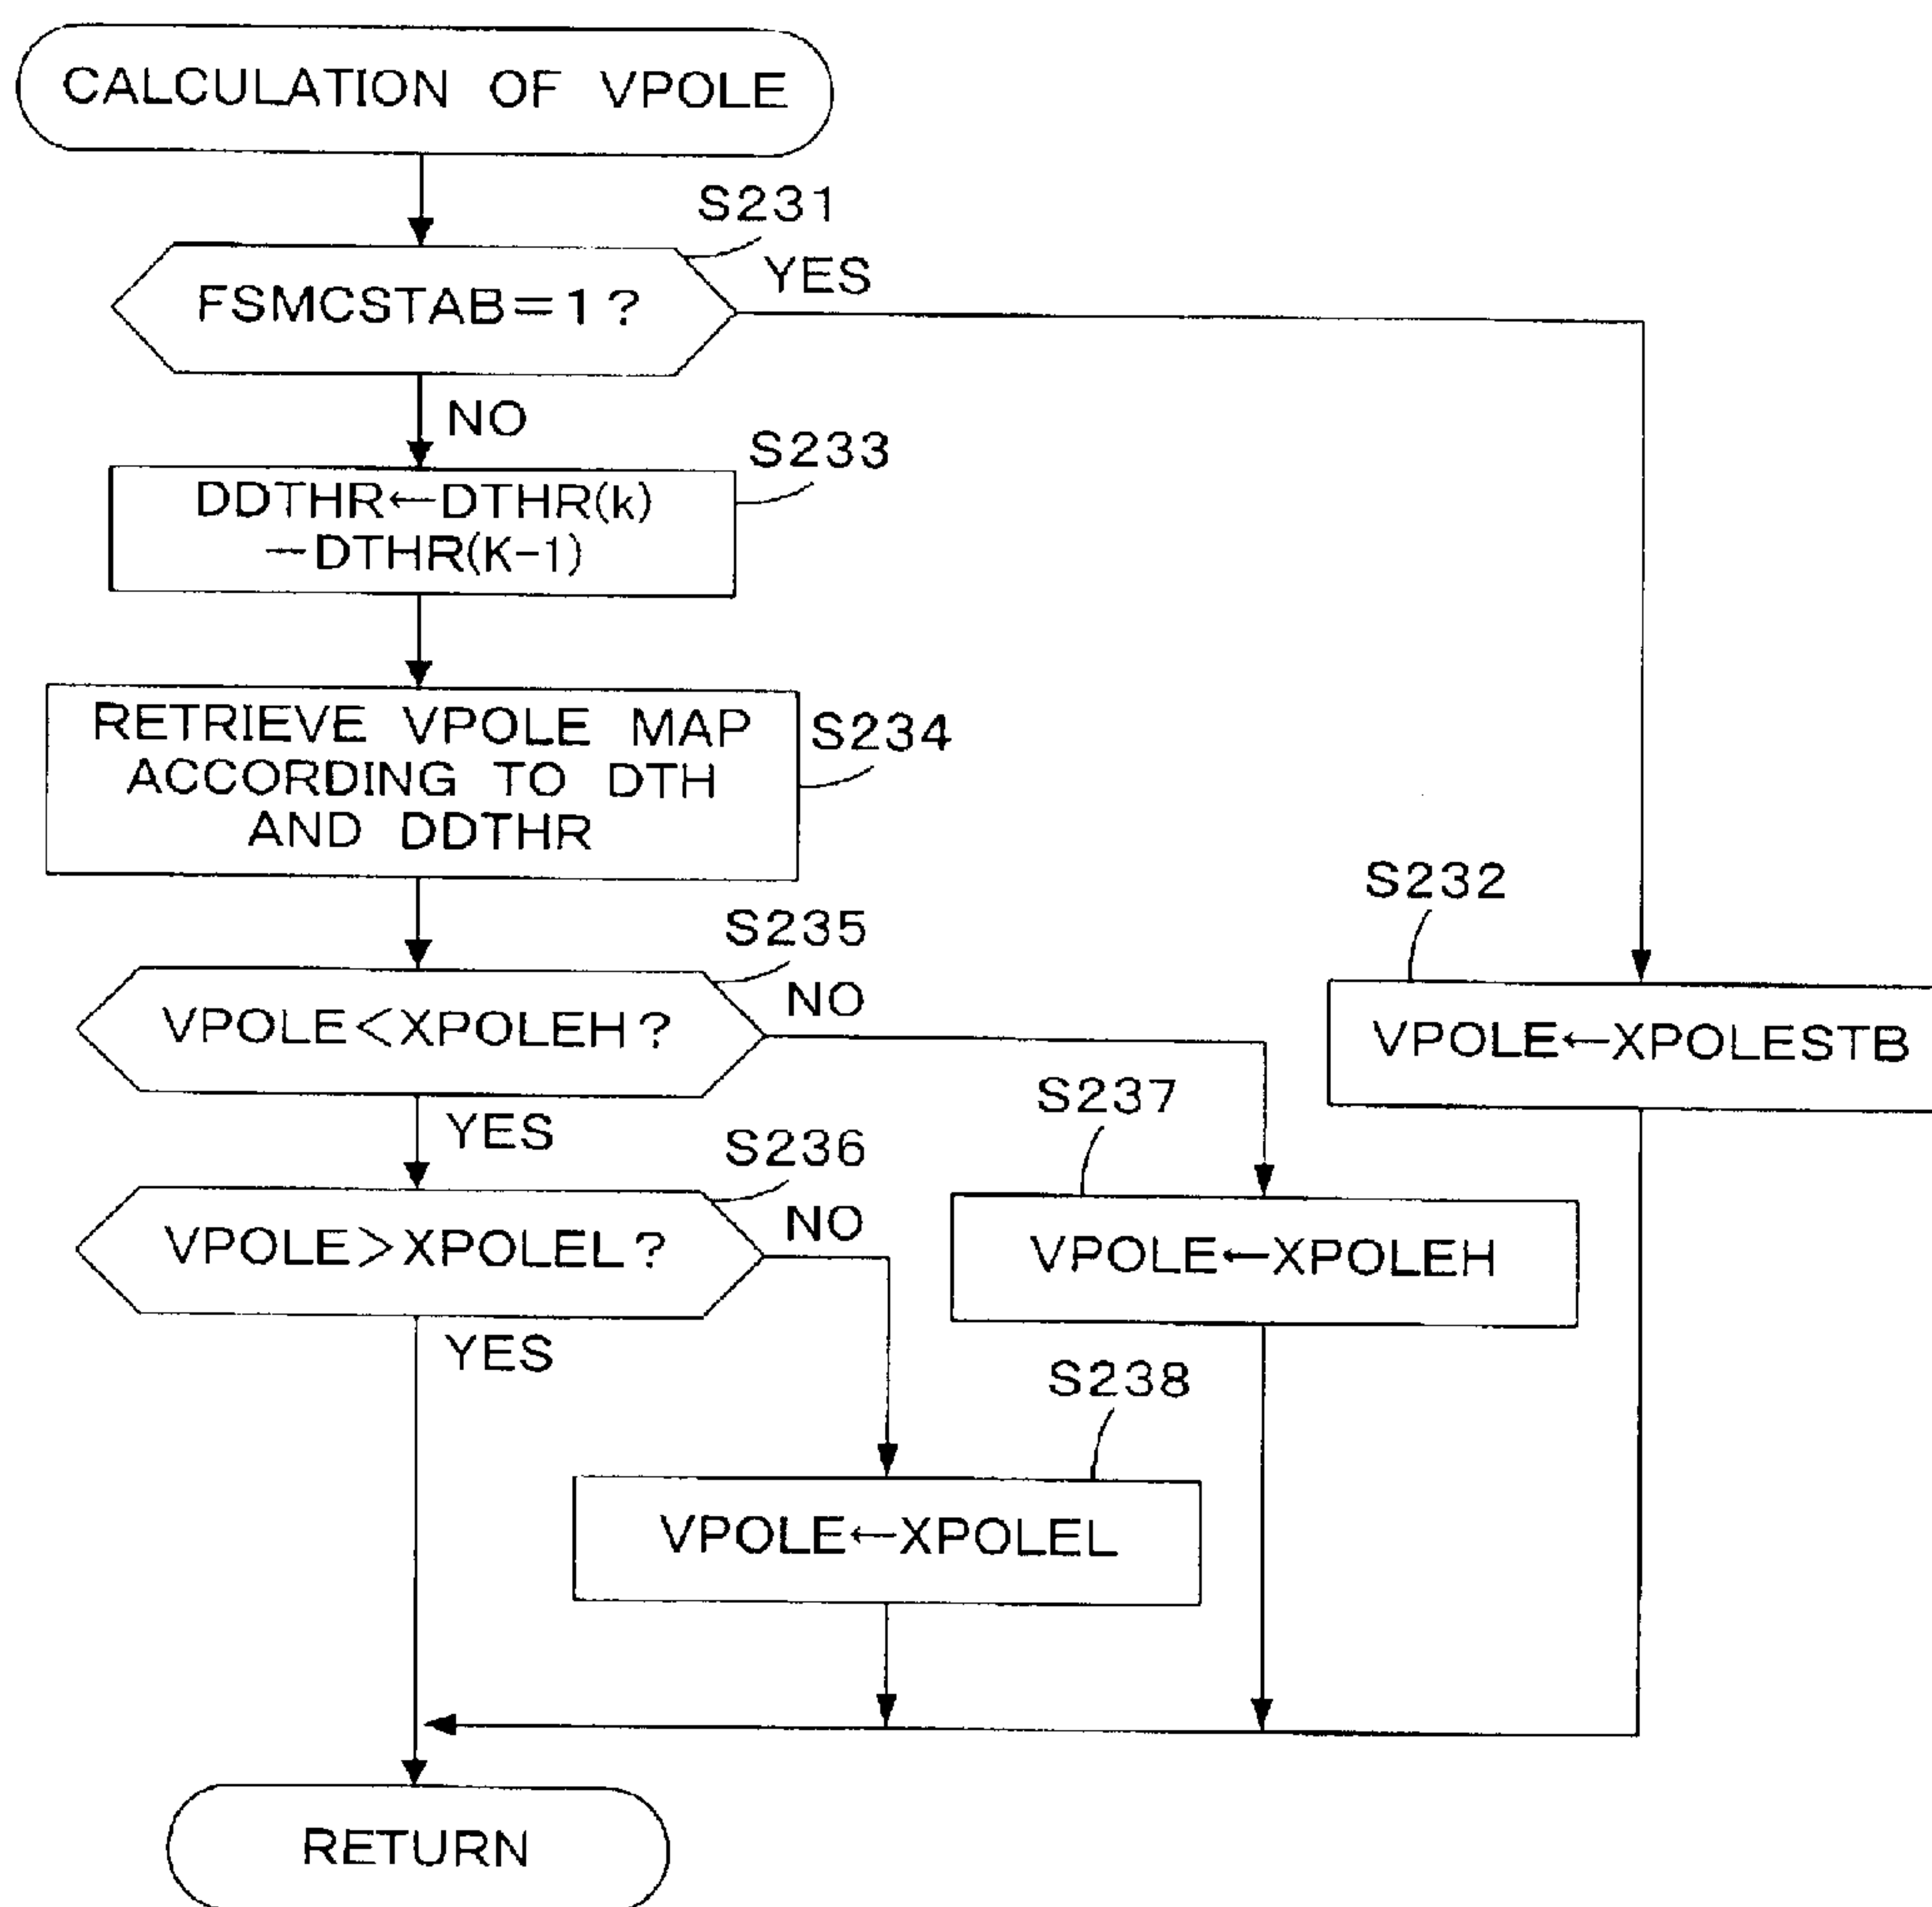 CALCULATION OF VPOLE
S231
FSMCSTAB=1?
YES
NO
S233
DDTHR←DTHR(k)
−DTHR(K-1)
RETRIEVE VPOLE MAP
ACCORDING TO DTH
AND DDTHR
S234
S235
VPOLE<XPOLEH?
NO
YES
S232
VPOLE←XPOLESTB
S236
VPOLE>XPOLEL?
NO
YES
S237
VPOLE←XPOLEH
S238
VPOLE←XPOLEL
RETURN